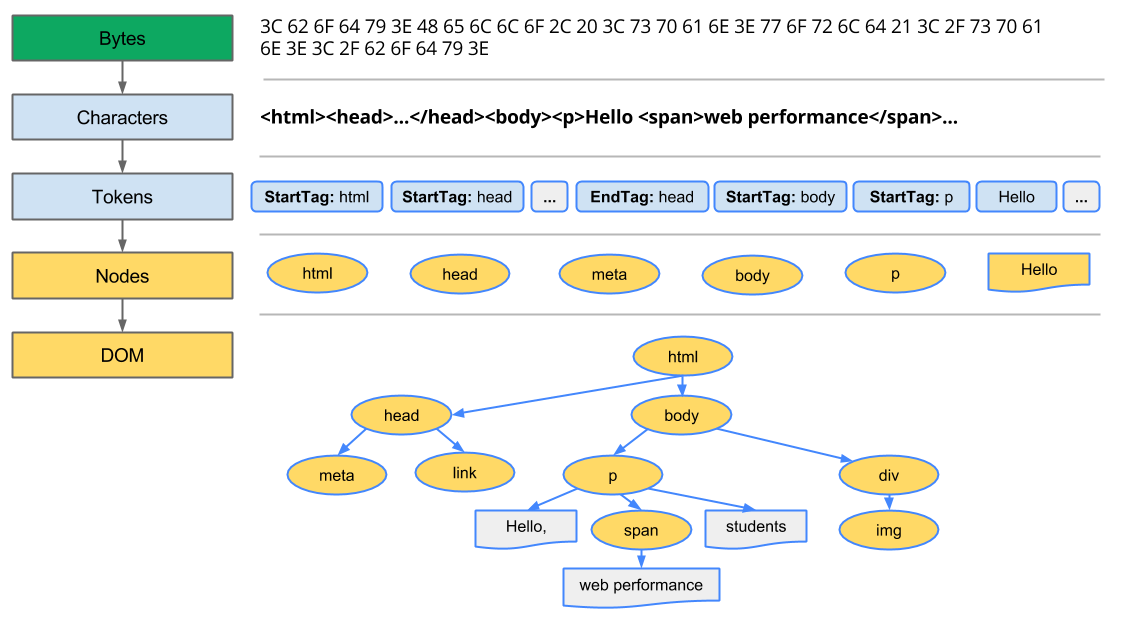 Bytes
3C 62 6F 64 79 3E 48 65 6C 6C 6F 2C 20 3C 73 70 61 6E 3E 77 6F 72 6C 64 21 3C 2F 73 70 61
6E 3E 3C 2F 62 6F 64 79 3E
Characters
<html><head>...</head><body><p>Hello <span>web performance</span>...
Tokens
StartTag: html
StartTag: head
...
EndTag: head
StartTag: body
StartTag: p
Hello
...
Nodes
html
head
meta
body
p
Hello
DOM
html
head
body
meta
link
p
div
Hello,
span
students
img
web performance